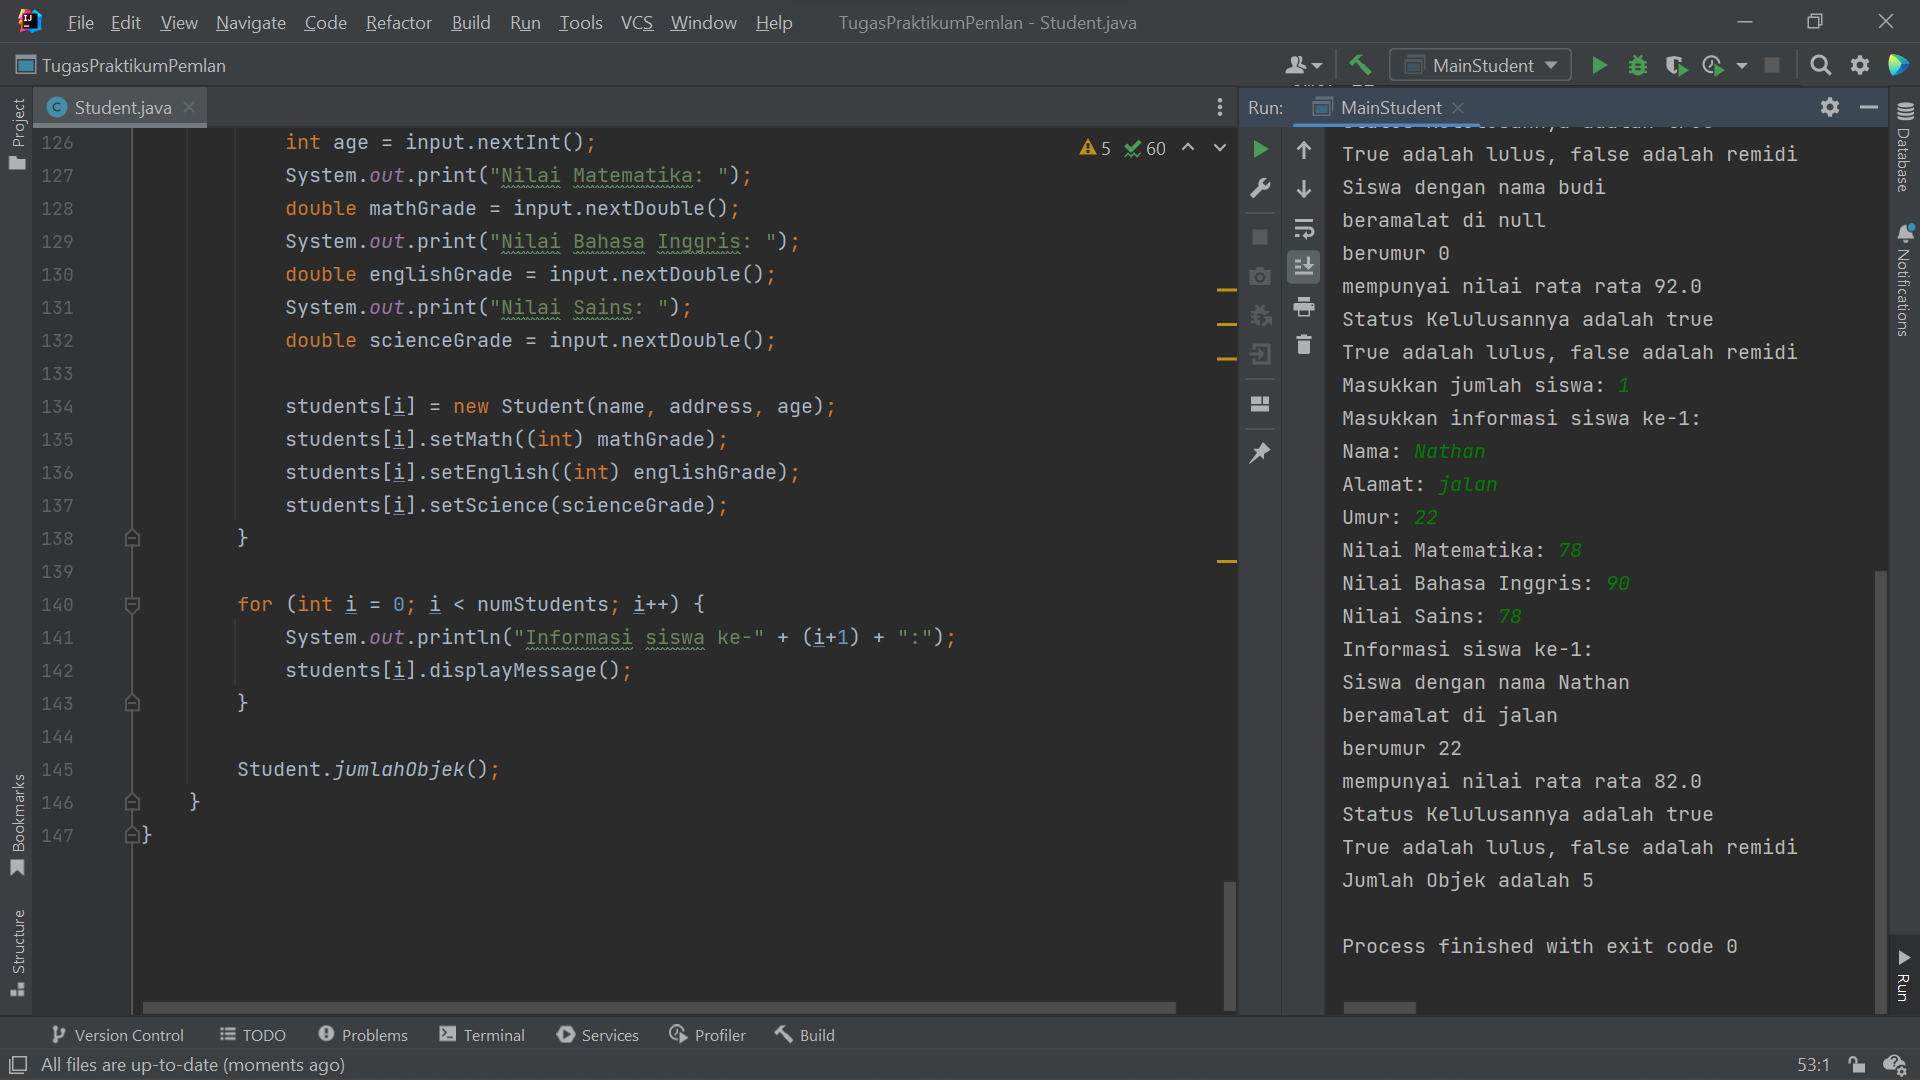 File Edit View Navigate Code Refactor Build Run Tools VCS Window Help TugasPraktikumPemlan - Student.java
TugasPraktikumPemlan MainStudent
Project
Bookmarks
Structure
Student.java
5 60
126 int age = input.nextInt();
127 System.out.print("Nilai Matematika: ");
128 double mathGrade = input.nextDouble();
129 System.out.print("Nilai Bahasa Inggris: ");
130 double englishGrade = input.nextDouble();
131 System.out.print("Nilai Sains: ");
132 double scienceGrade = input.nextDouble();
133
134 students[i] = new Student(name, address, age);
135 students[i].setMath((int) mathGrade);
136 students[i].setEnglish((int) englishGrade);
137 students[i].setScience(scienceGrade);
138 }
139
140 for (int i = 0; i < numStudents; i++) {
141 System.out.println("Informasi siswa ke-" + (i+1) + ":");
142 students[i].displayMessage();
143 }
144
145 Student.jumlahObjek();
146 }
147 }
Run: MainStudent
True adalah lulus, false adalah remidi
Siswa dengan nama budi
beramalat di null
berumur 0
mempunyai nilai rata rata 92.0
Status Kelulusannya adalah true
True adalah lulus, false adalah remidi
Masukkan jumlah siswa: 1
Masukkan informasi siswa ke-1:
Nama: Nathan
Alamat: jalan
Umur: 22
Nilai Matematika: 78
Nilai Bahasa Inggris: 90
Nilai Sains: 78
Informasi siswa ke-1:
Siswa dengan nama Nathan
beramalat di jalan
berumur 22
mempunyai nilai rata rata 82.0
Status Kelulusannya adalah true
True adalah lulus, false adalah remidi
Jumlah Objek adalah 5
Process finished with exit code 0
Database
Notifications
Run
Version Control TODO Problems Terminal Services Profiler Build
All files are up-to-date (moments ago) 53:1